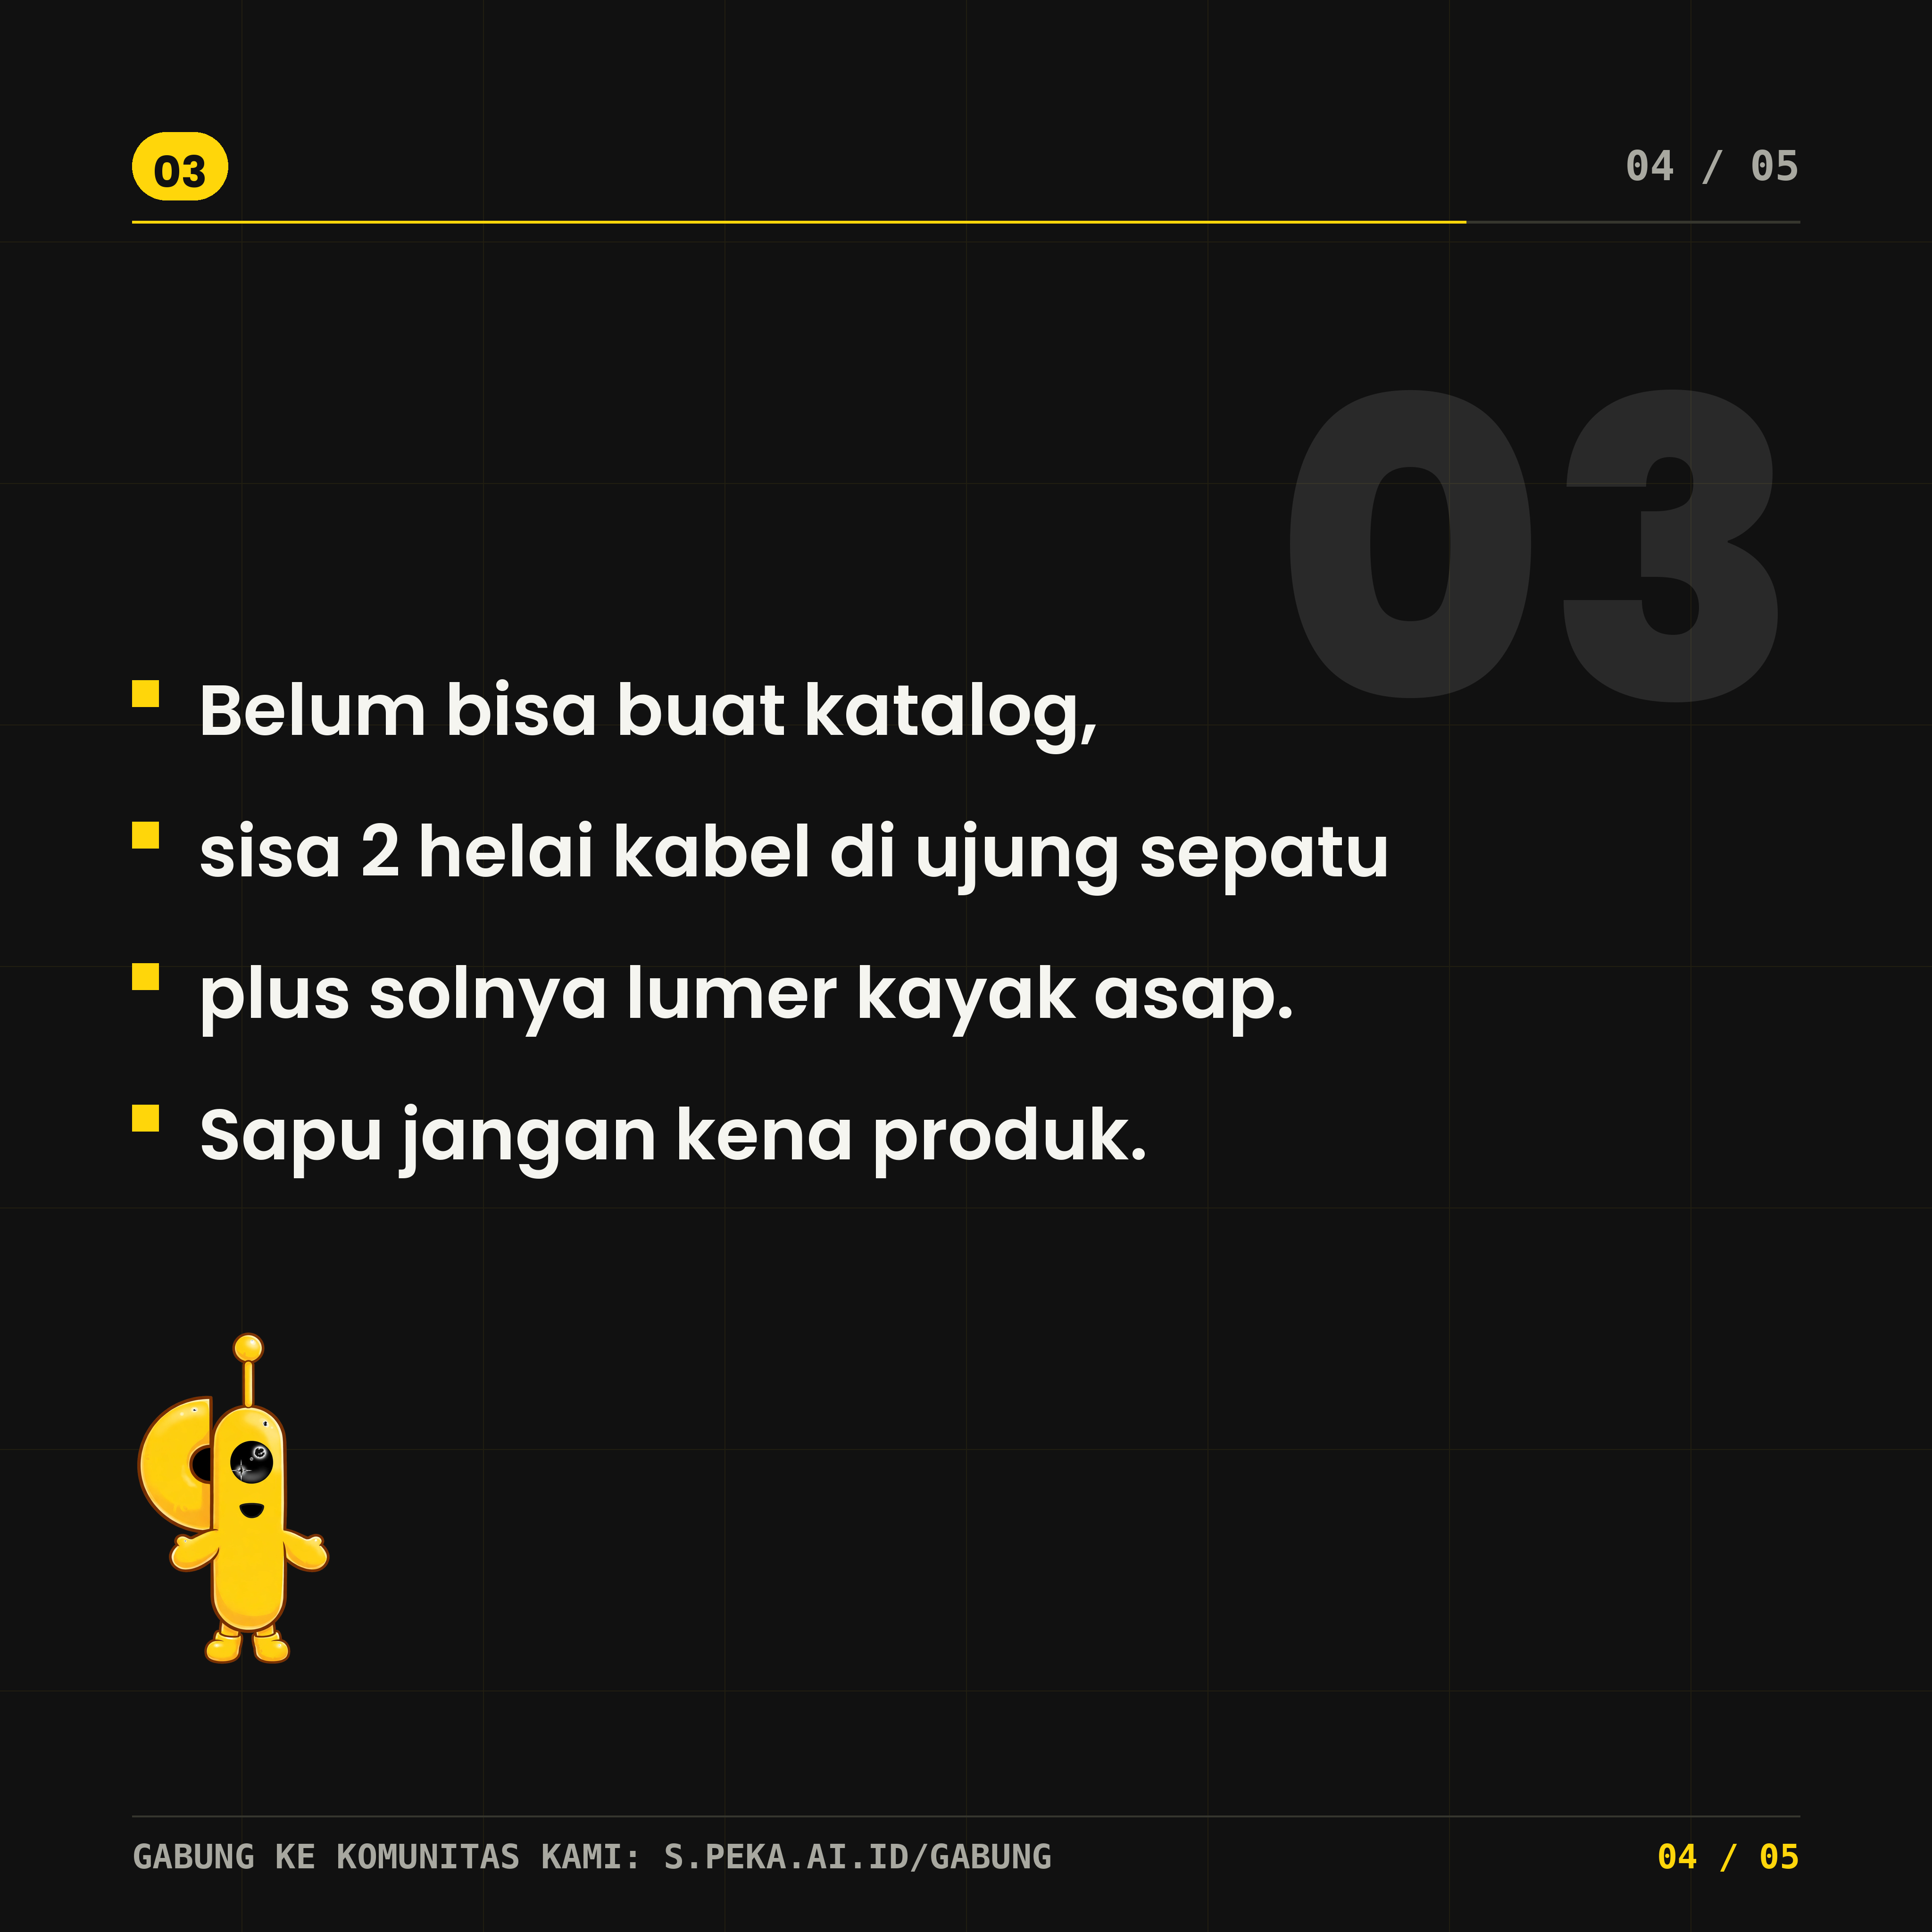 03
04 / 05
03
Belum bisa buat katalog,
sisa 2 helai kabel di ujung sepatu
plus solnya lumer kayak asap.
Sapu jangan kena produk.
GABUNG KE KOMUNITAS KAMI: S.PEKA.AI.ID/GABUNG
04 / 05